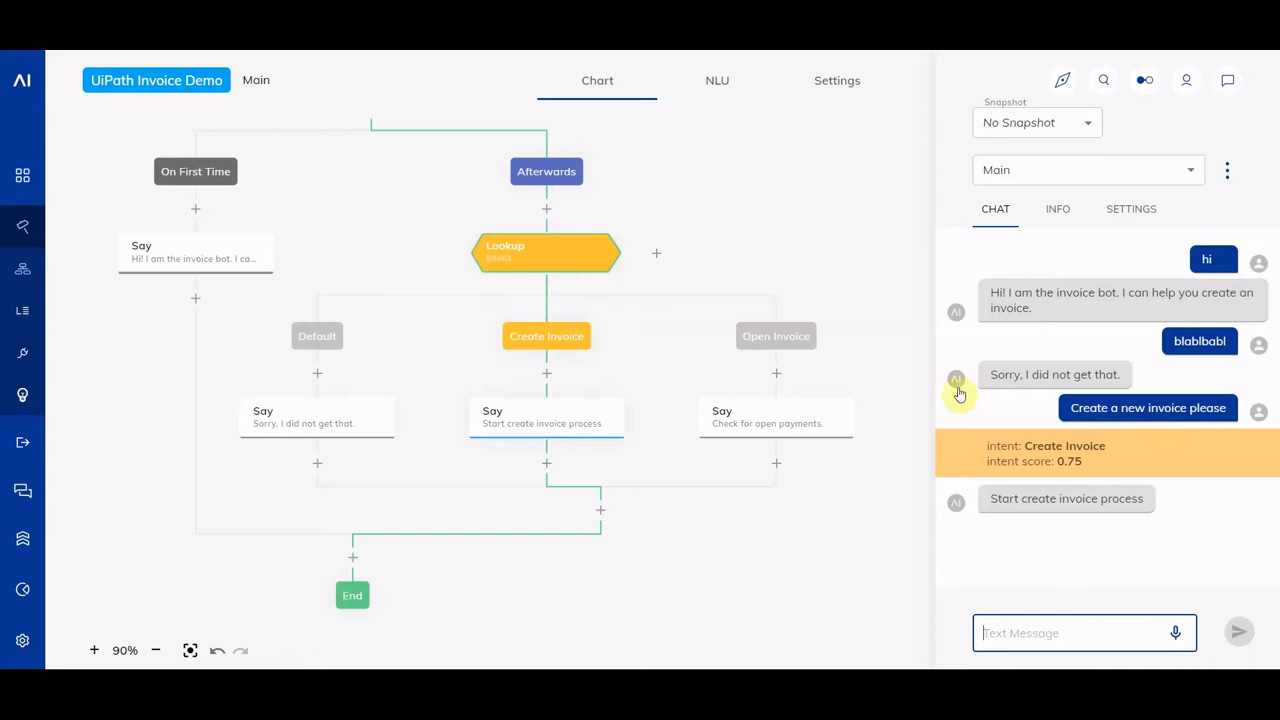 AI
UiPath Invoice Demo
Main
Chart
NLU
Settings
On First Time
Afterwards
Say
Hi! I am the invoice bot. I ca...
Lookup
Intent
Default
Create Invoice
Open Invoice
Say
Sorry, I did not get that.
Say
Start create invoice process
Say
Check for open payments.
End
90%
Snapshot
No Snapshot
Main
CHAT
INFO
SETTINGS
hi
Hi! I am the invoice bot. I can help you create an
invoice.
blablbabl
Sorry, I did not get that.
Create a new invoice please
intent: Create Invoice
intent score: 0.75
Start create invoice process
Text Message